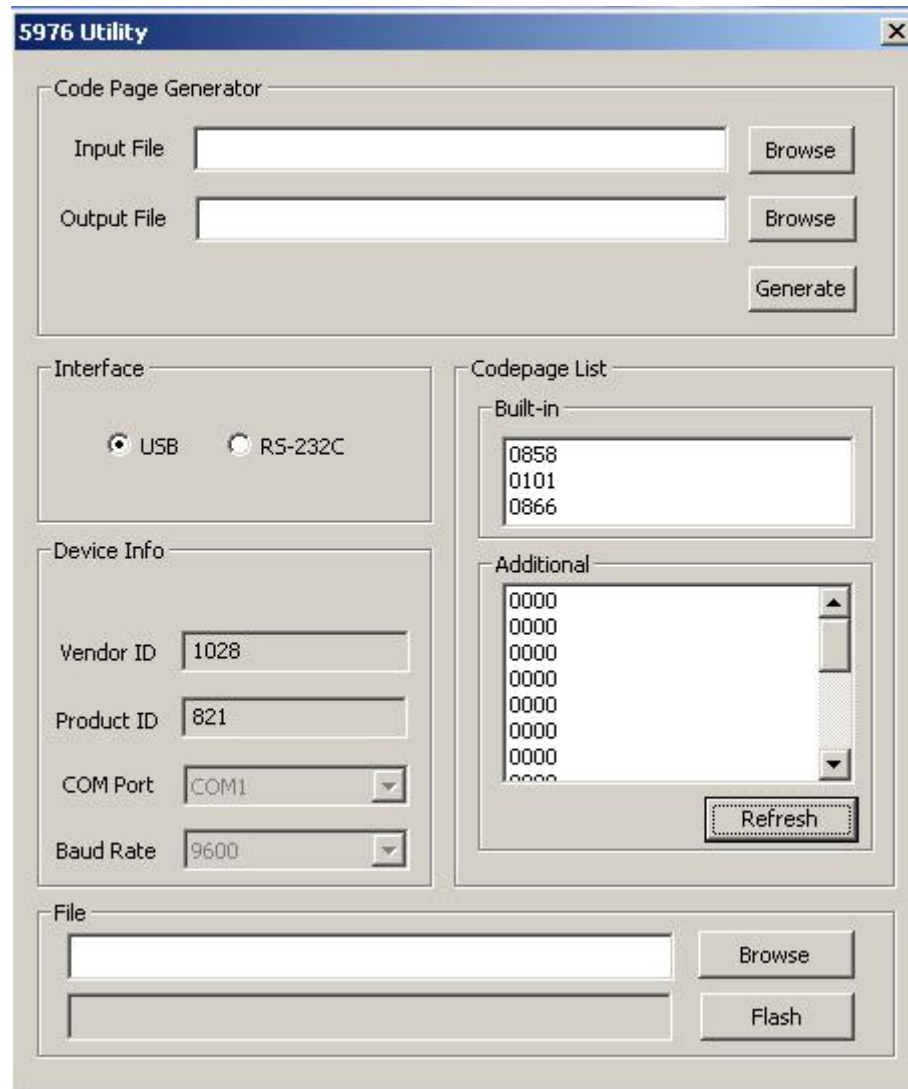 5976 Utility
Code Page Generator
Input File
Browse
Output File
Browse
Generate
Interface
USB
RS-232C
Codepage List
Built-in
0858
0101
0866
Device Info
Vendor ID
1028
Product ID
821
COM Port
COM1
Baud Rate
9600
Additional
0000
0000
0000
0000
0000
0000
0000
0000
Refresh
File
Browse
Flash